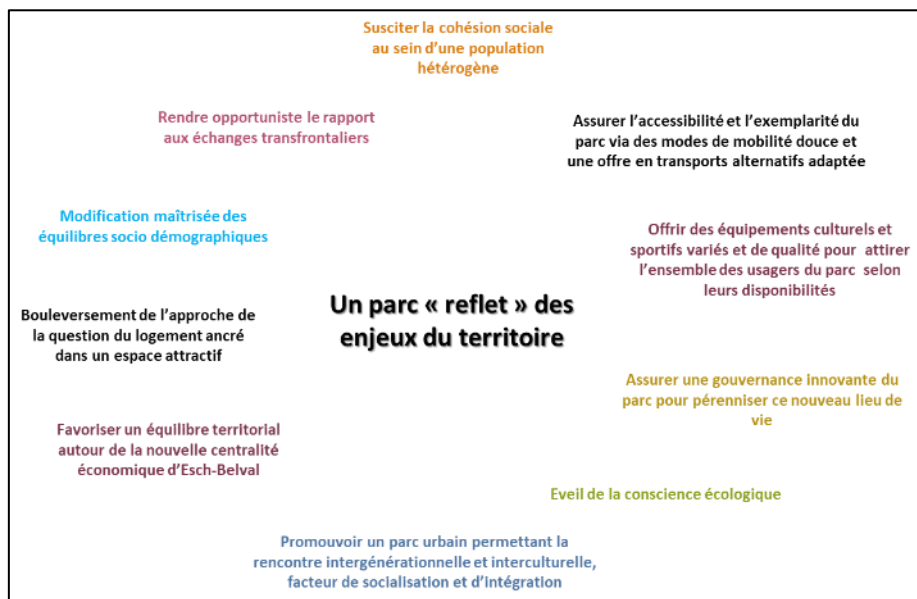 Susciter la cohésion sociale
au sein d’une population
hétérogène
Rendre opportuniste le rapport
aux échanges transfrontaliers
Assurer l’accessibilité et l’exemplarité du
parc via des modes de mobilité douce et
une offre en transports alternatifs adaptée
Modification maîtrisée des
équilibres socio démographiques
Offrir des équipements culturels et
sportifs variés et de qualité pour attirer
l’ensemble des usagers du parc selon
leurs disponibilités
Un parc « reflet » des
enjeux du territoire
Bouleversement de l’approche de
la question du logement ancré
dans un espace attractif
Assurer une gouvernance innovante du
parc pour pérenniser ce nouveau lieu de
vie
Favoriser un équilibre territorial
autour de la nouvelle centralité
économique d’Esch-Belval
Eveil de la conscience écologique
Promouvoir un parc urbain permettant la
rencontre intergénérationnelle et interculturelle,
facteur de socialisation et d’intégration